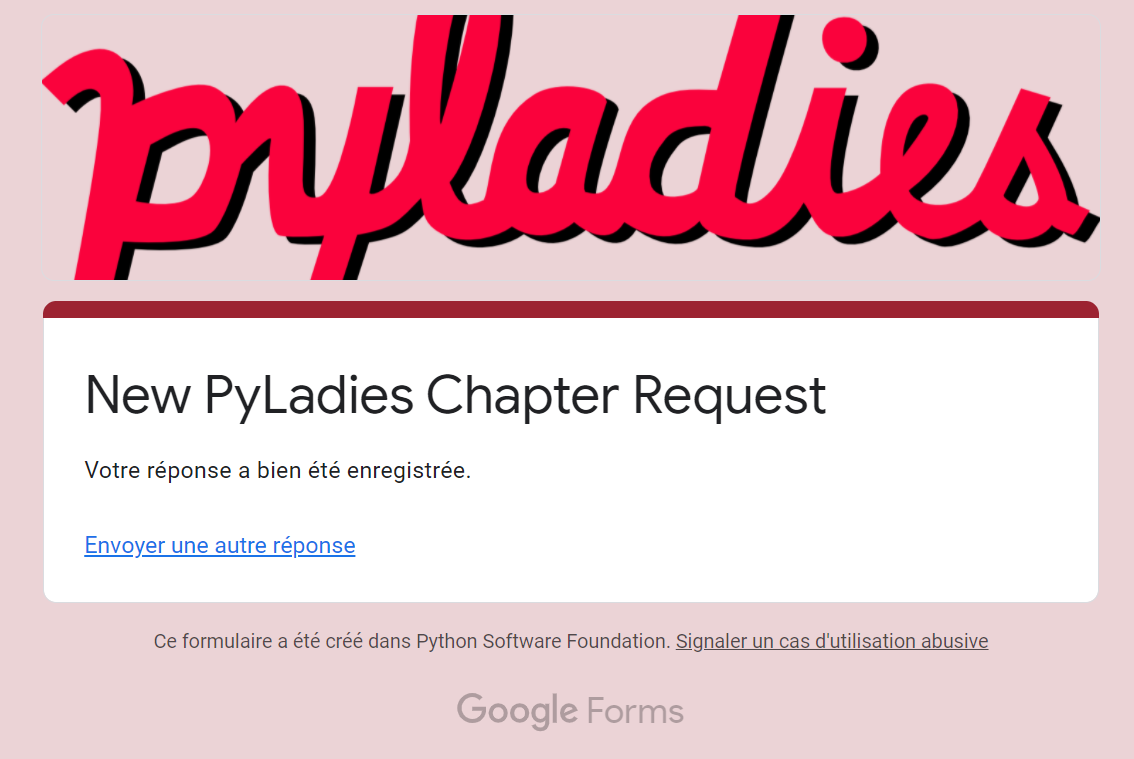 pyladies
New PyLadies Chapter Request
Votre réponse a bien été enregistrée.
Envoyer une autre réponse
Ce formulaire a été créé dans Python Software Foundation. Signaler un cas d'utilisation abusive
Google Forms